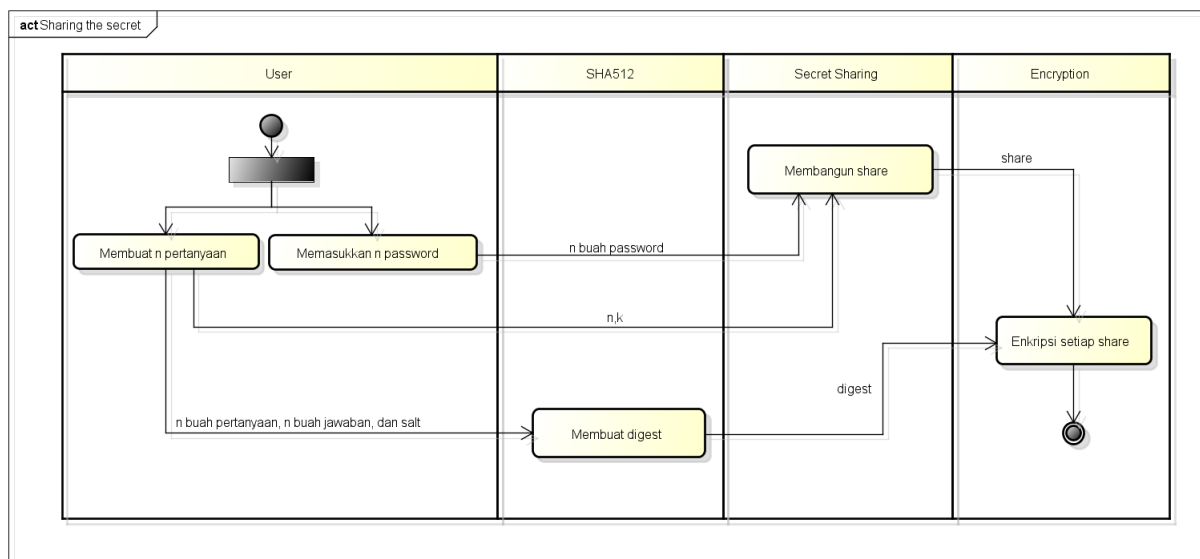 act Sharing the secret
User
SHA512
Secret Sharing
Encryption
Membangun share
share
Membuat n pertanyaan
Memasukkan n password
n buah password
n,k
Enkripsi setiap share
digest
n buah pertanyaan, n buah jawaban, dan salt
Membuat digest